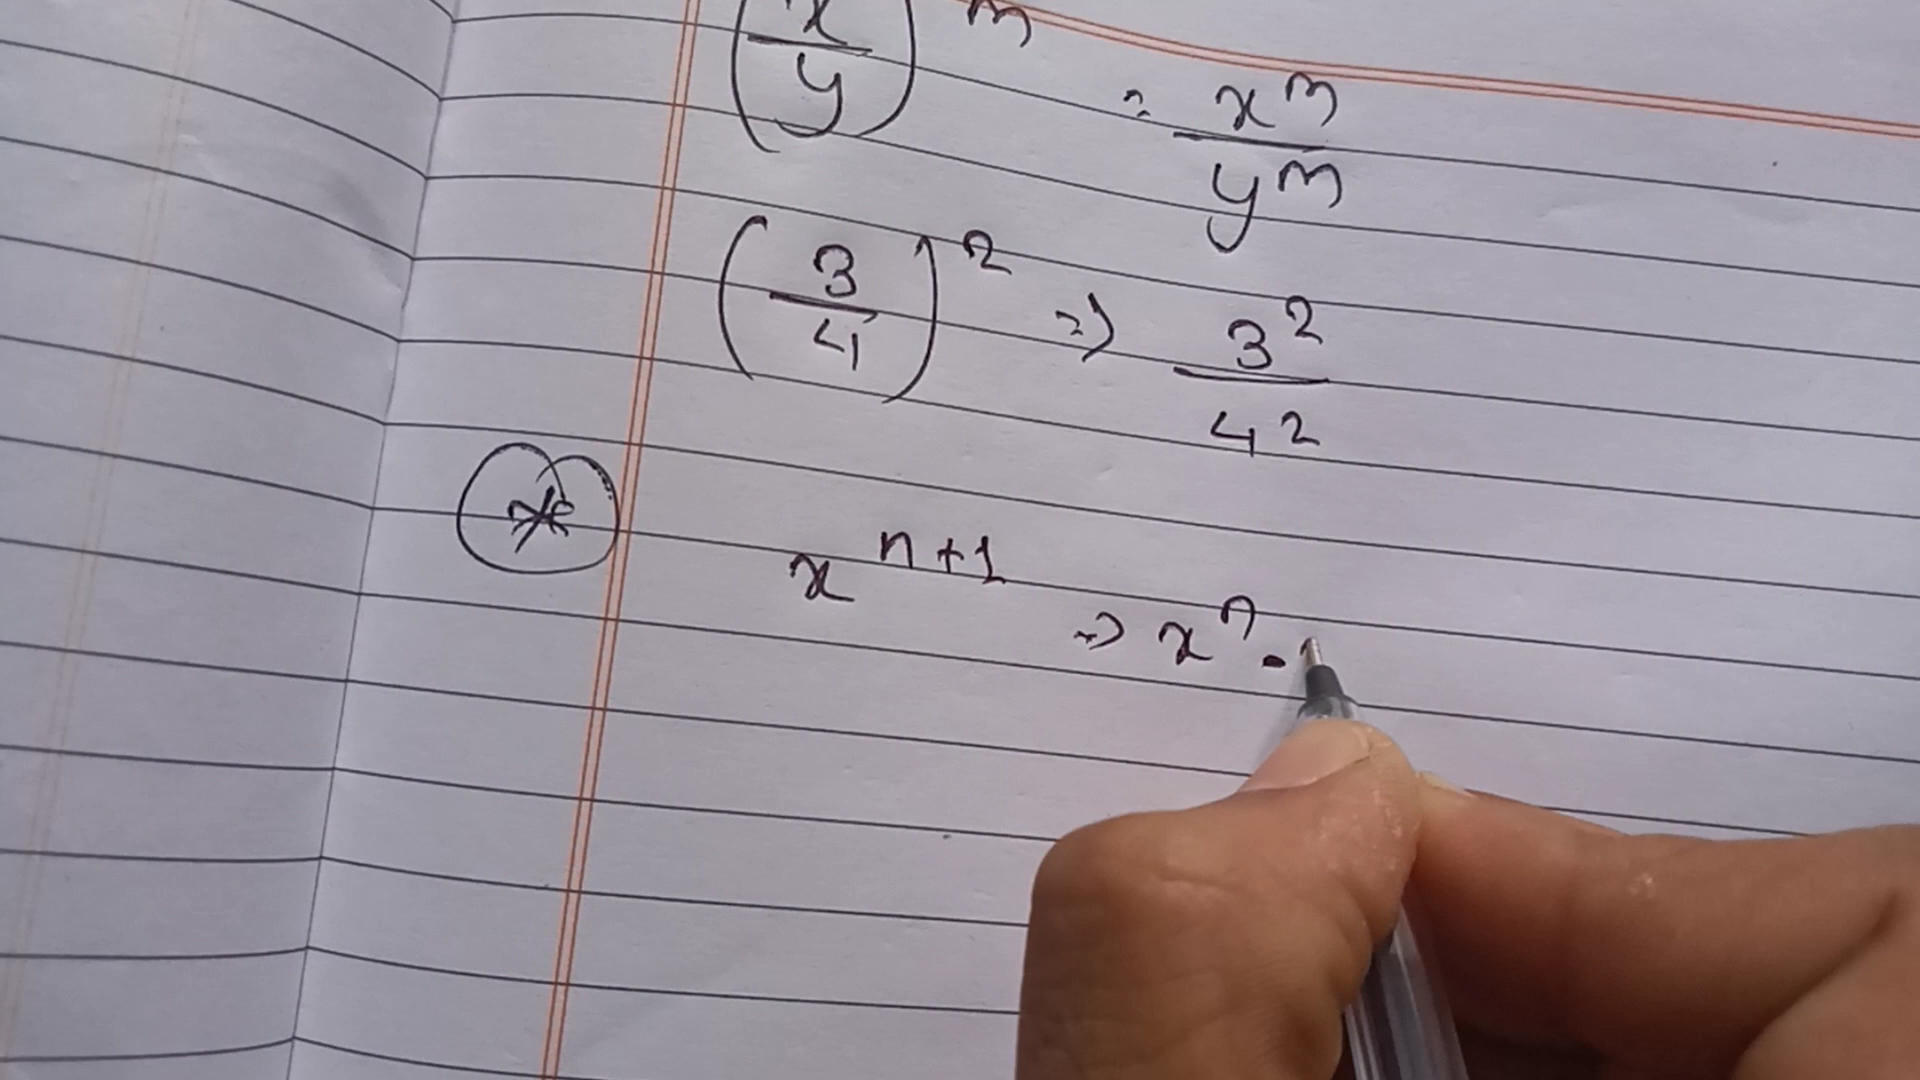 (x/y)^m = x^m/y^m
(3/4)^2 => 3^2/4^2
* x^{n+1} => x^n .